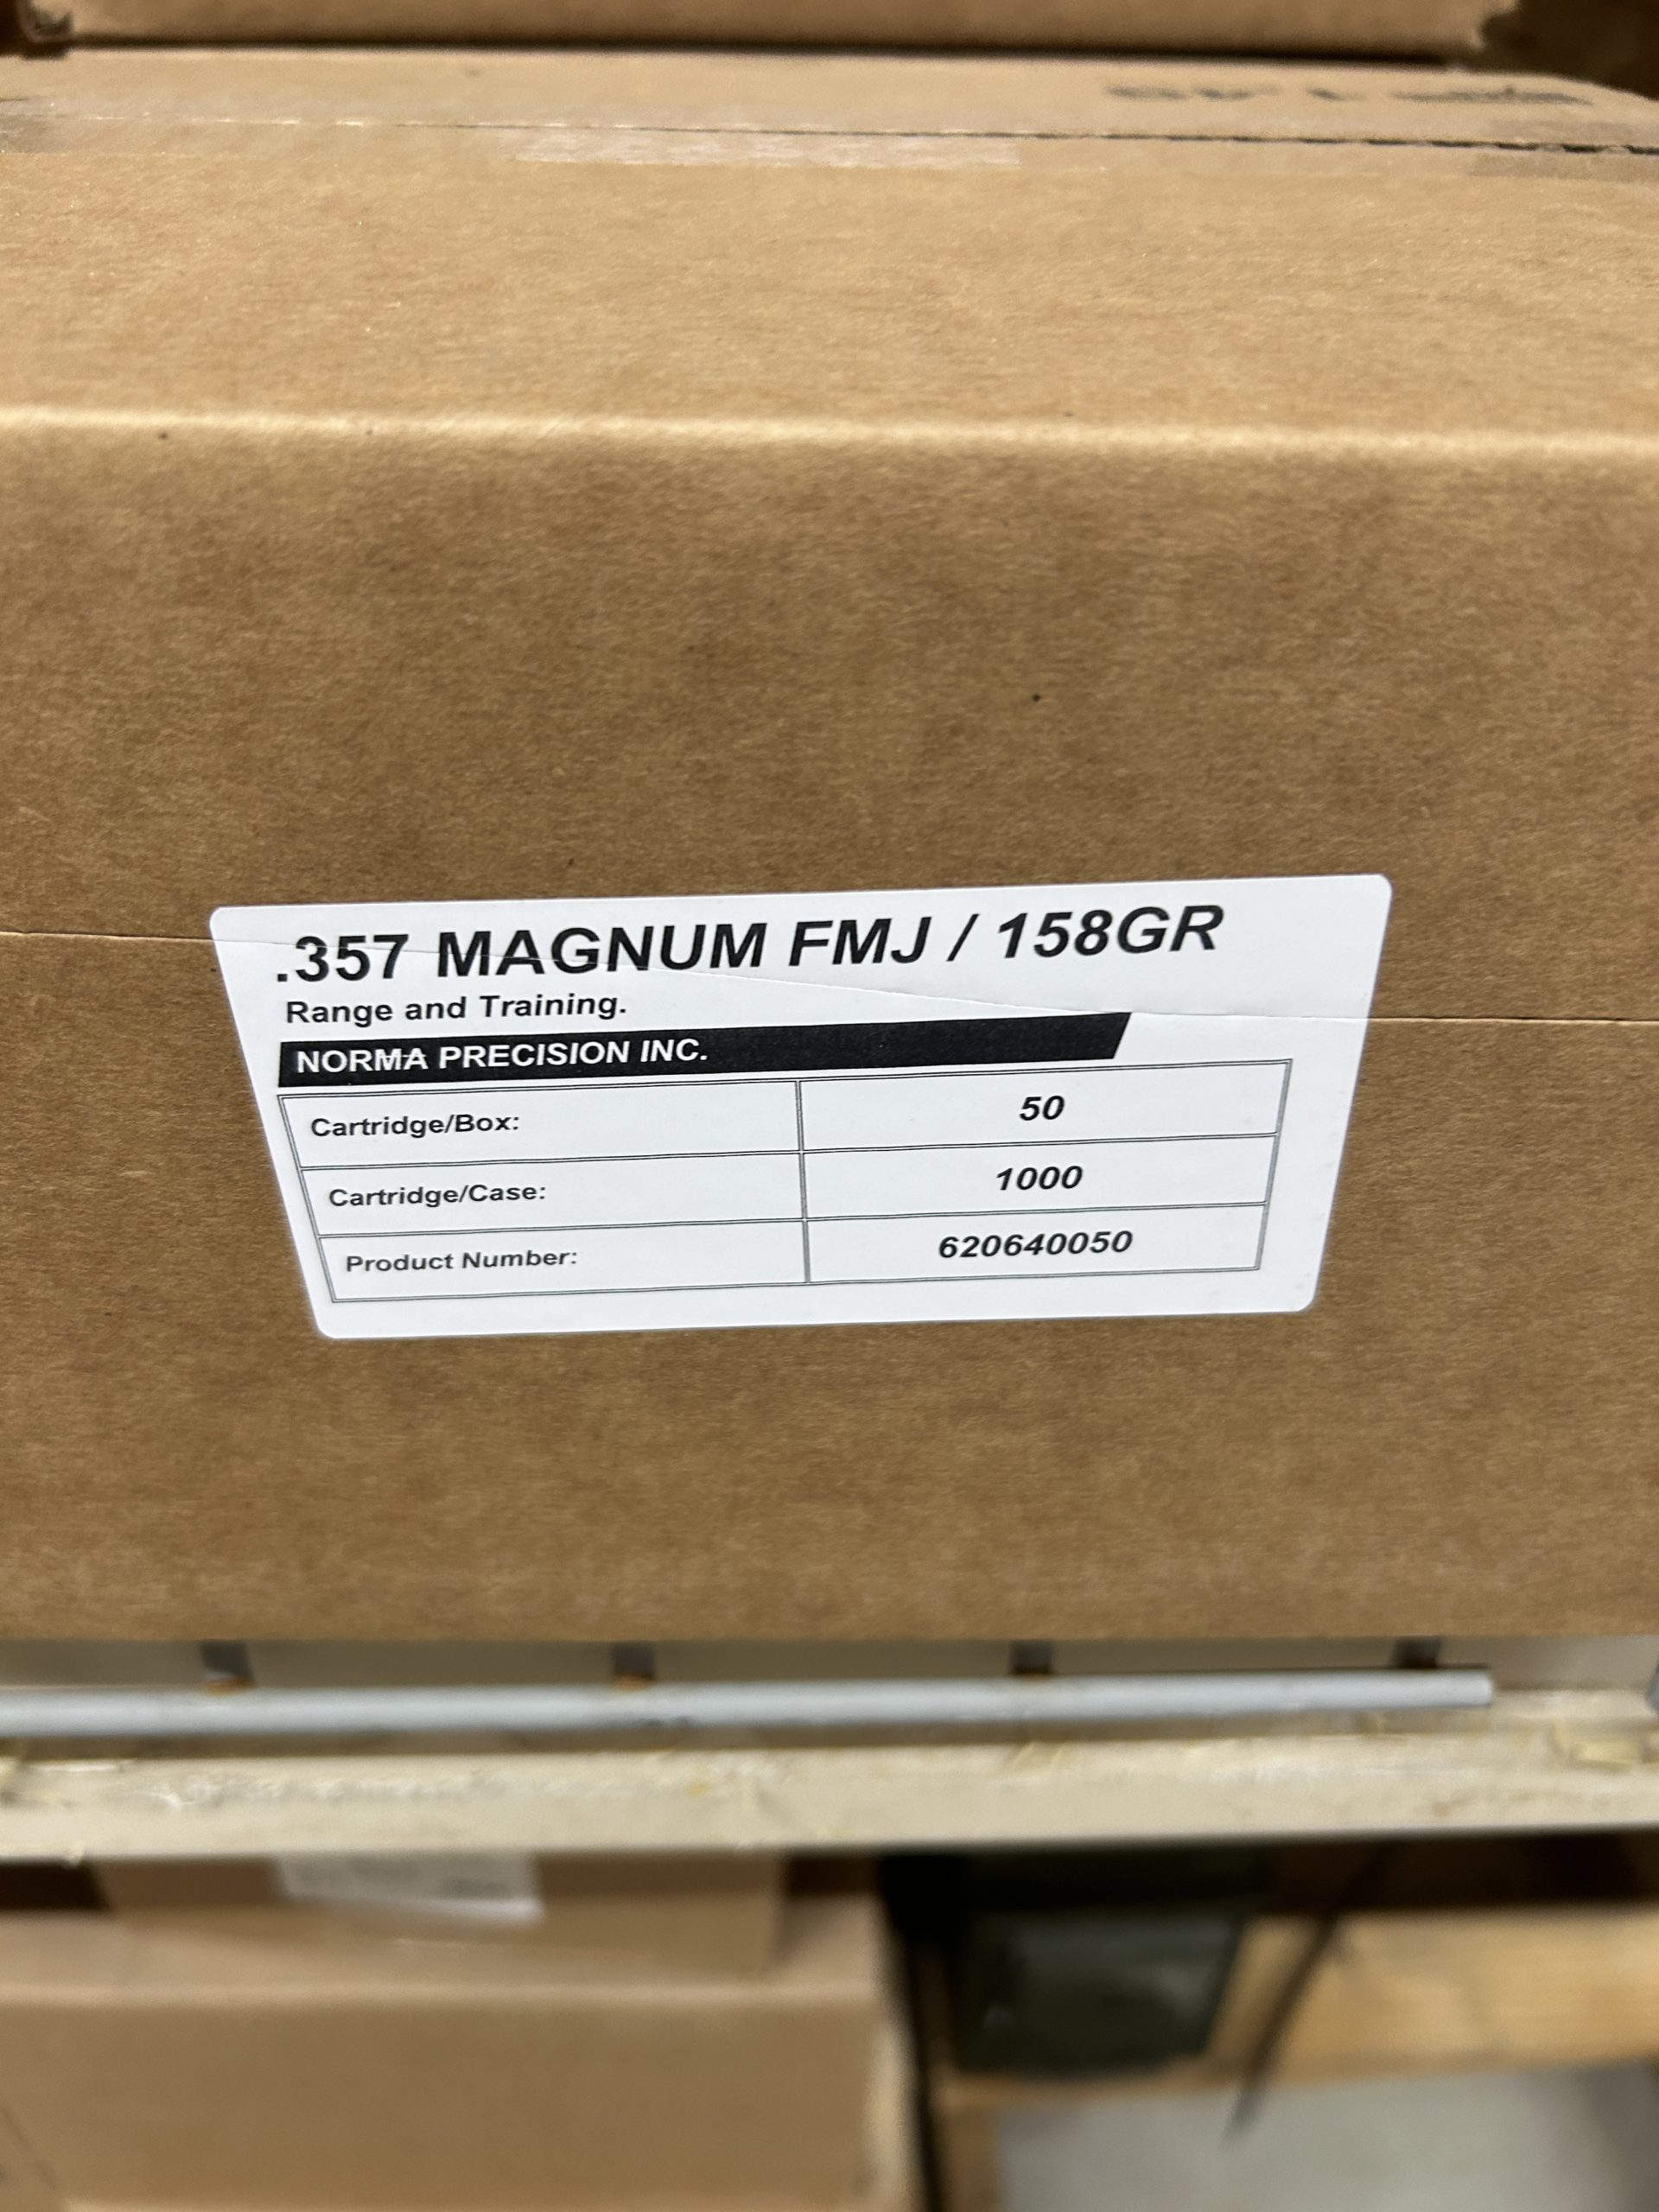 .357 MAGNUM FMJ / 158GR
Range and Training.
NORMA PRECISION INC.
Cartridge/Box: 50
Cartridge/Case: 1000
Product Number: 620640050